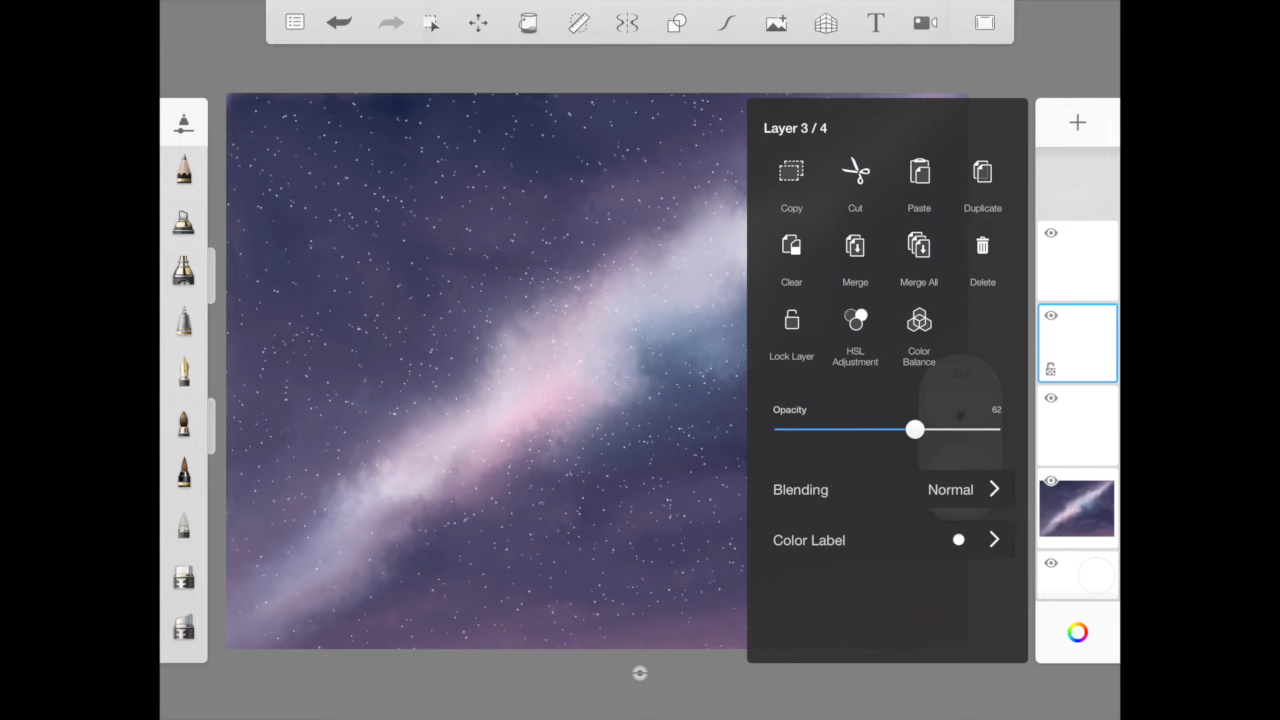 T
Layer 3 / 4
Copy
Cut
Paste
Duplicate
Clear
Merge
Merge All
Delete
Lock Layer
HSL
Adjustment
Color
Balance
Opacity
62
Blending
Normal
Color Label